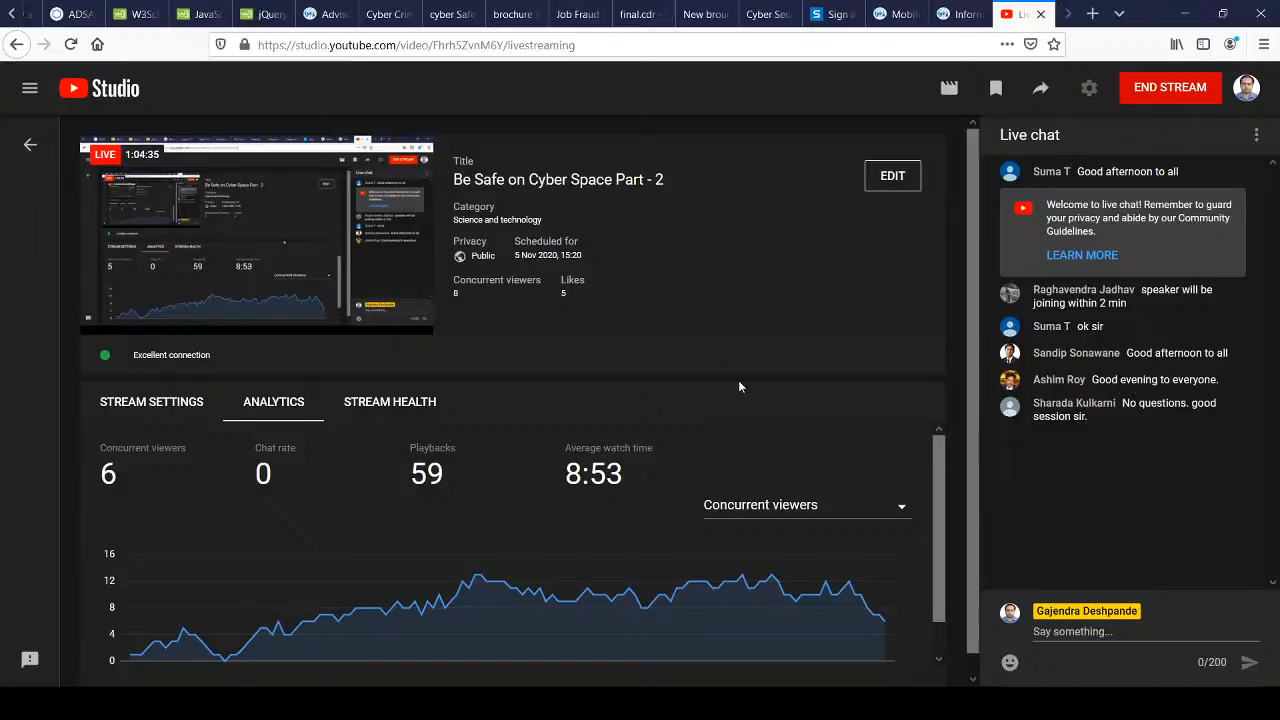 ADSA
W3Sch
JavaSc
jQuery
Adviso
Cyber Crim
cyber Safe
brochure
Job Fraud
final.cdr -
New brou
Cyber Sec
Sign i
Mobile
Inform
Liv
https://studio.youtube.com/video/Fhrh5ZvnM6Y/livestreaming
Studio
END STREAM
LIVE 1:04:35
Title
Be Safe on Cyber Space Part - 2
EDIT
Category
Science and technology
Privacy Scheduled for
Public 5 Nov 2020, 15:20
Concurrent viewers Likes
8 5
Excellent connection
STREAM SETTINGS ANALYTICS STREAM HEALTH
Concurrent viewers Chat rate Playbacks Average watch time
6 0 59 8:53
Concurrent viewers
16
12
8
4
0
Live chat
Suma T Good afternoon to all
Welcome to live chat! Remember to guard
your privacy and abide by our Community
Guidelines.
LEARN MORE
Raghavendra Jadhav speaker will be
joining within 2 min
Suma T ok sir
Sandip Sonawane Good afternoon to all
Ashim Roy Good evening to everyone.
Sharada Kulkarni No questions. good
session sir.
Gajendra Deshpande
Say something...
0/200